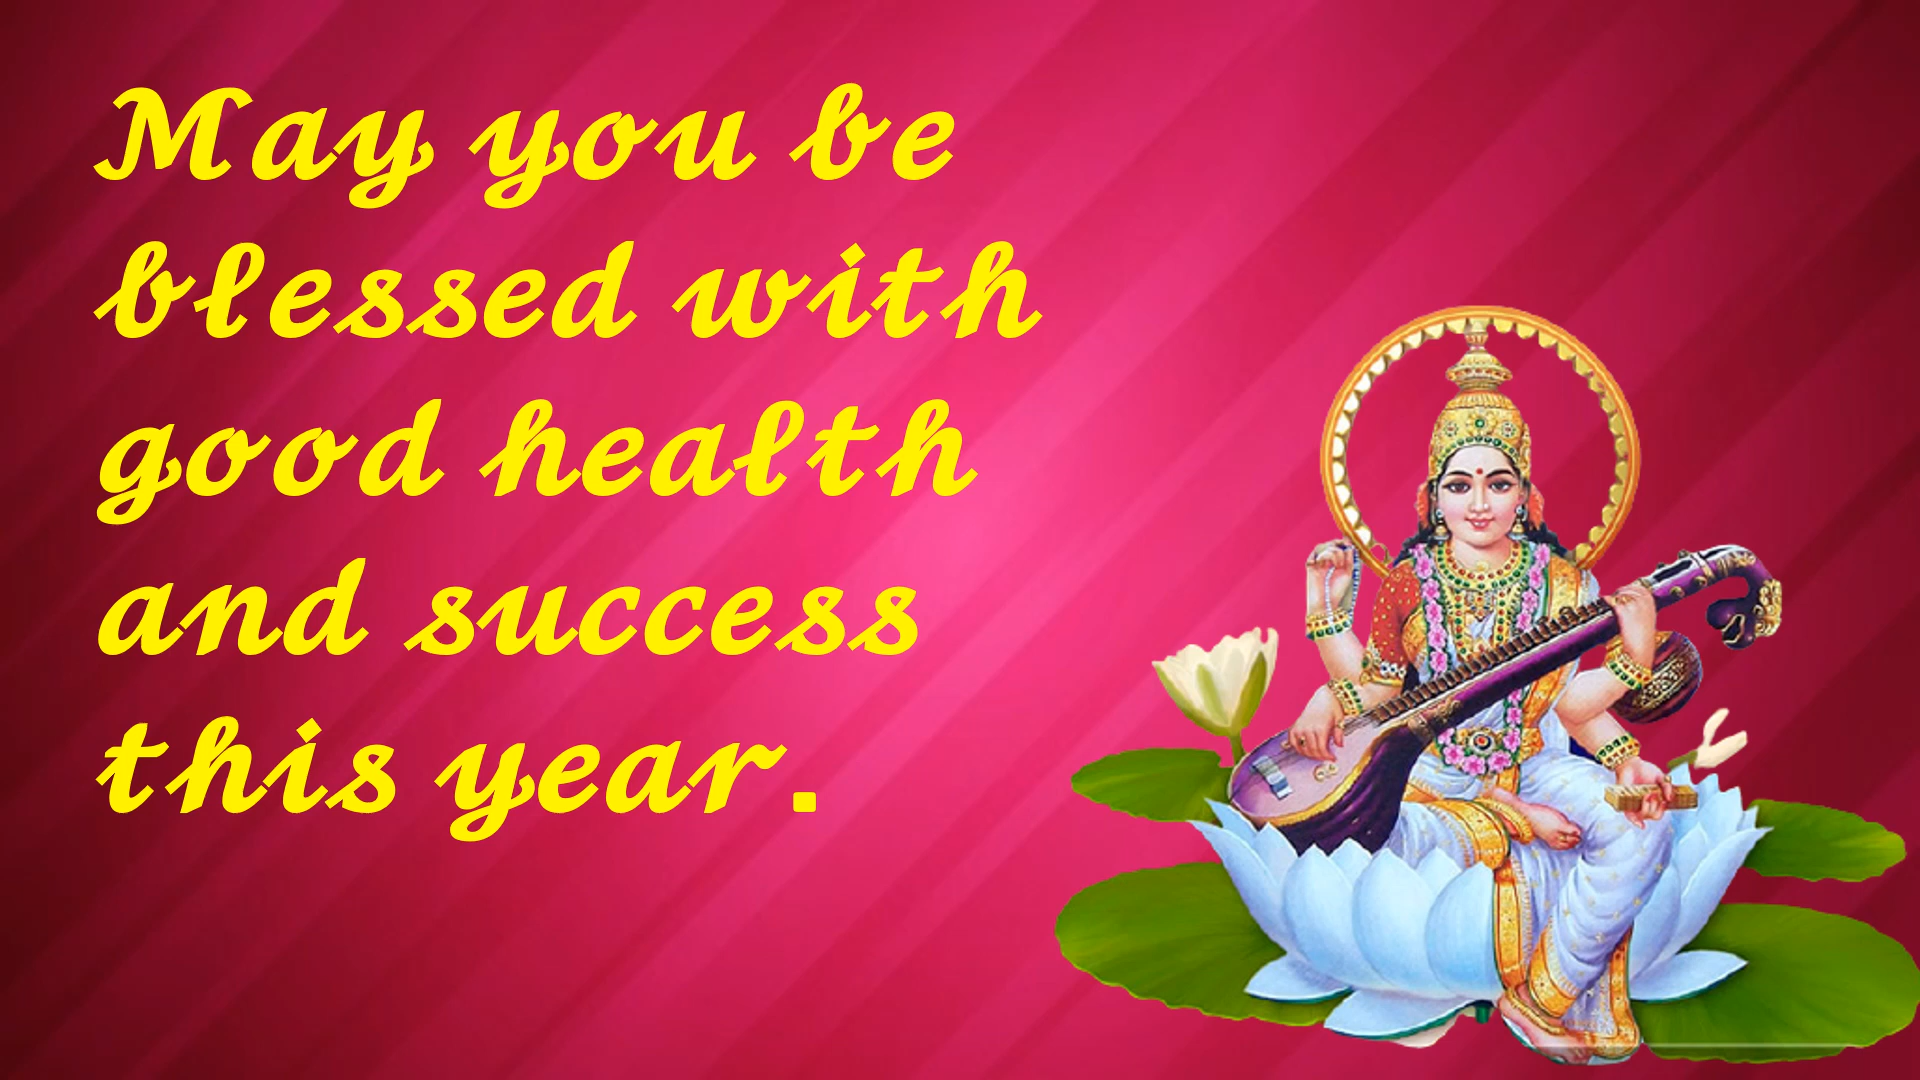 May you be
blessed with
good health
and success
this year.